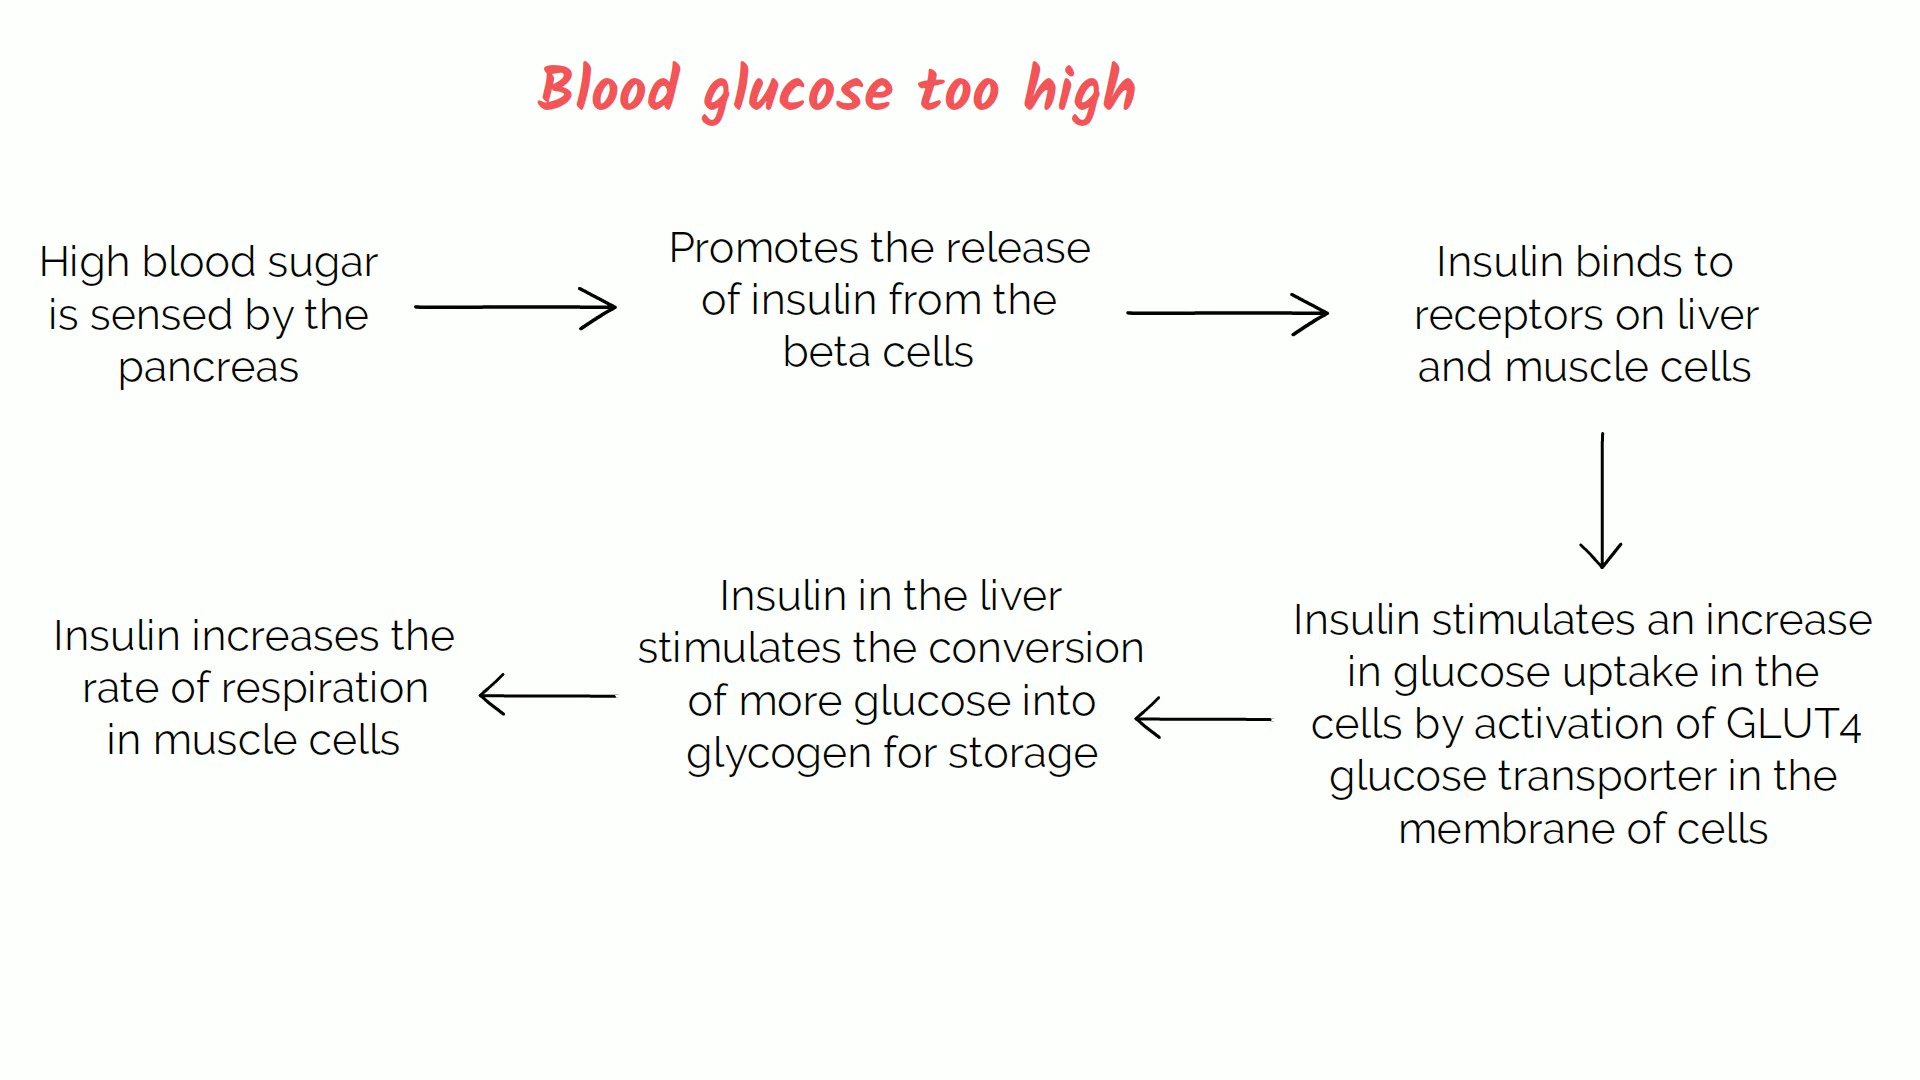 Blood glucose too high
High blood sugar
is sensed by the
pancreas
Promotes the release
of insulin from the
beta cells
Insulin binds to
receptors on liver
and muscle cells
Insulin stimulates an increase
in glucose uptake in the
cells by activation of GLUT4
glucose transporter in the
membrane of cells
Insulin in the liver
stimulates the conversion
of more glucose into
glycogen for storage
Insulin increases the
rate of respiration
in muscle cells